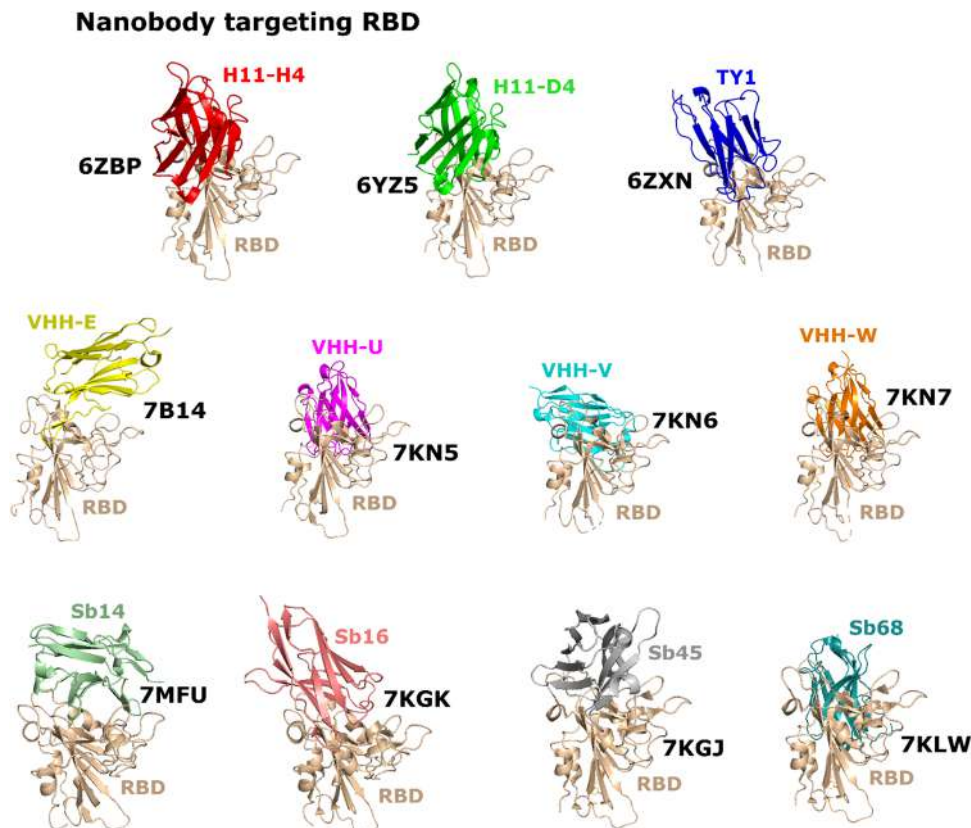 Nanobody targeting RBD
H11-H4
6ZBP
RBD
H11-D4
6YZ5
RBD
TY1
6ZXN
RBD
VHH-E
7B14
RBD
VHH-U
7KN5
RBD
VHH-V
7KN6
RBD
VHH-W
7KN7
RBD
Sb14
7MFU
RBD
Sb16
7KGK
RBD
Sb45
7KGJ
RBD
Sb68
7KLW
RBD